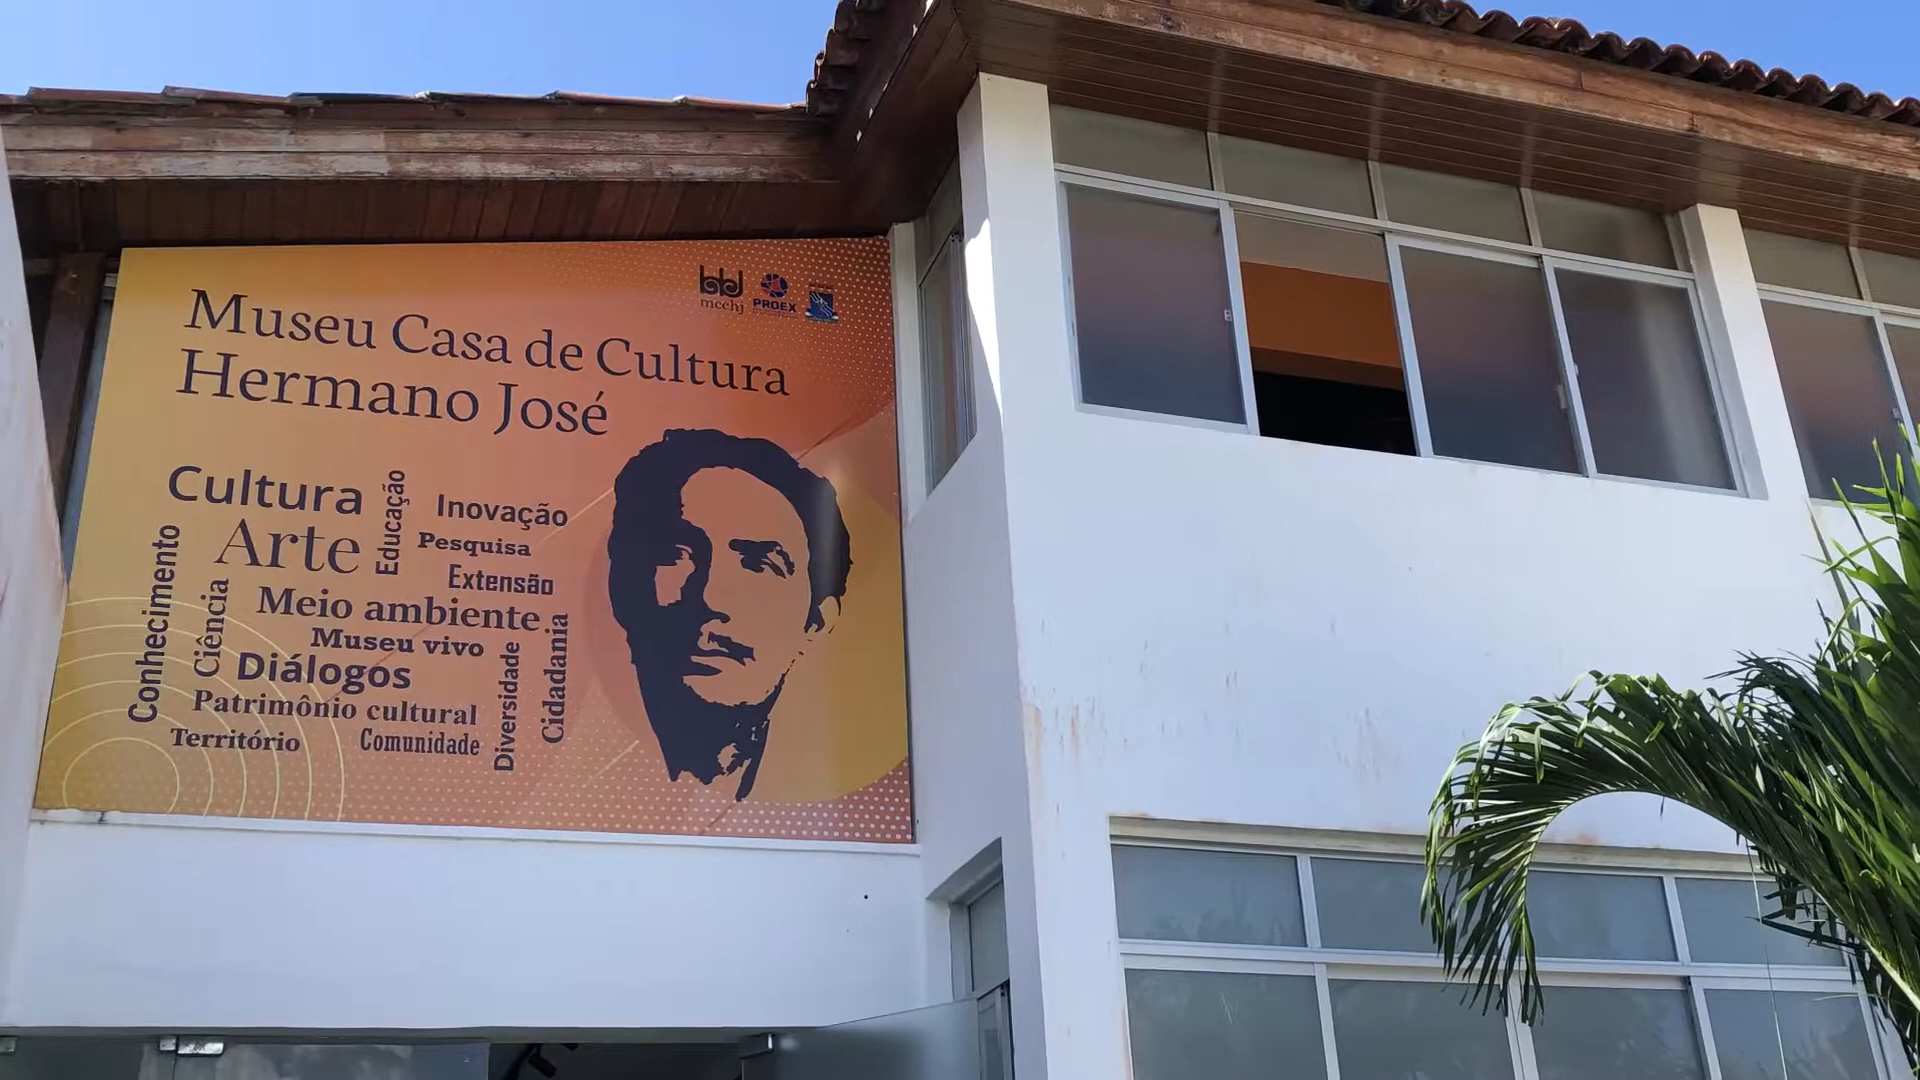 Museu Casa de Cultura
Hermano José
mcchj
PROEX
Cultura
Educação
Inovação
Arte
Pesquisa
Extensão
Conhecimento
Ciência
Meio ambiente
Museu vivo
Diálogos
Diversidade
Cidadania
Patrimônio cultural
Território
Comunidade